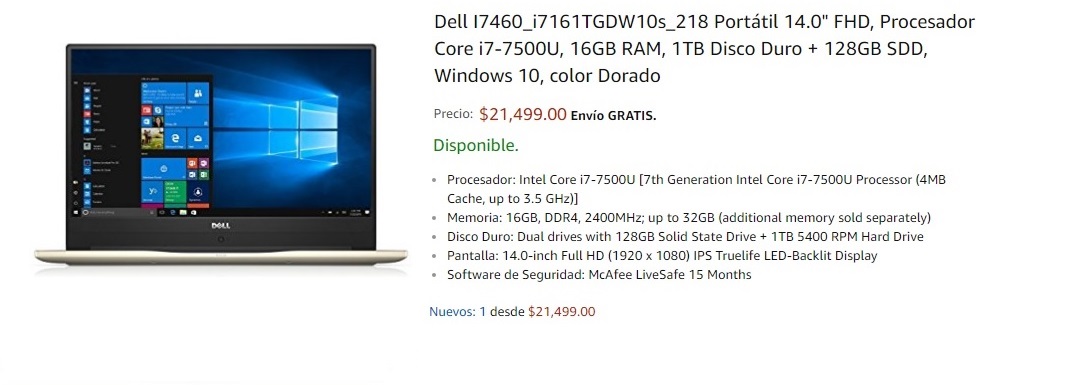 Dell I7460_i7161TGDW10s_218 Portátil 14.0" FHD, Procesador
Core i7-7500U, 16GB RAM, 1TB Disco Duro + 128GB SDD,
Windows 10, color Dorado
Precio: $21,499.00 Envío GRATIS.
Disponible.
• Procesador: Intel Core i7-7500U [7th Generation Intel Core i7-7500U Processor (4MB
Cache, up to 3.5 GHz)]
• Memoria: 16GB, DDR4, 2400MHz; up to 32GB (additional memory sold separately)
• Disco Duro: Dual drives with 128GB Solid State Drive + 1TB 5400 RPM Hard Drive
• Pantalla: 14.0-inch Full HD (1920 x 1080) IPS Truelife LED-Backlit Display
• Software de Seguridad: McAfee LiveSafe 15 Months
Nuevos: 1 desde $21,499.00
DELL